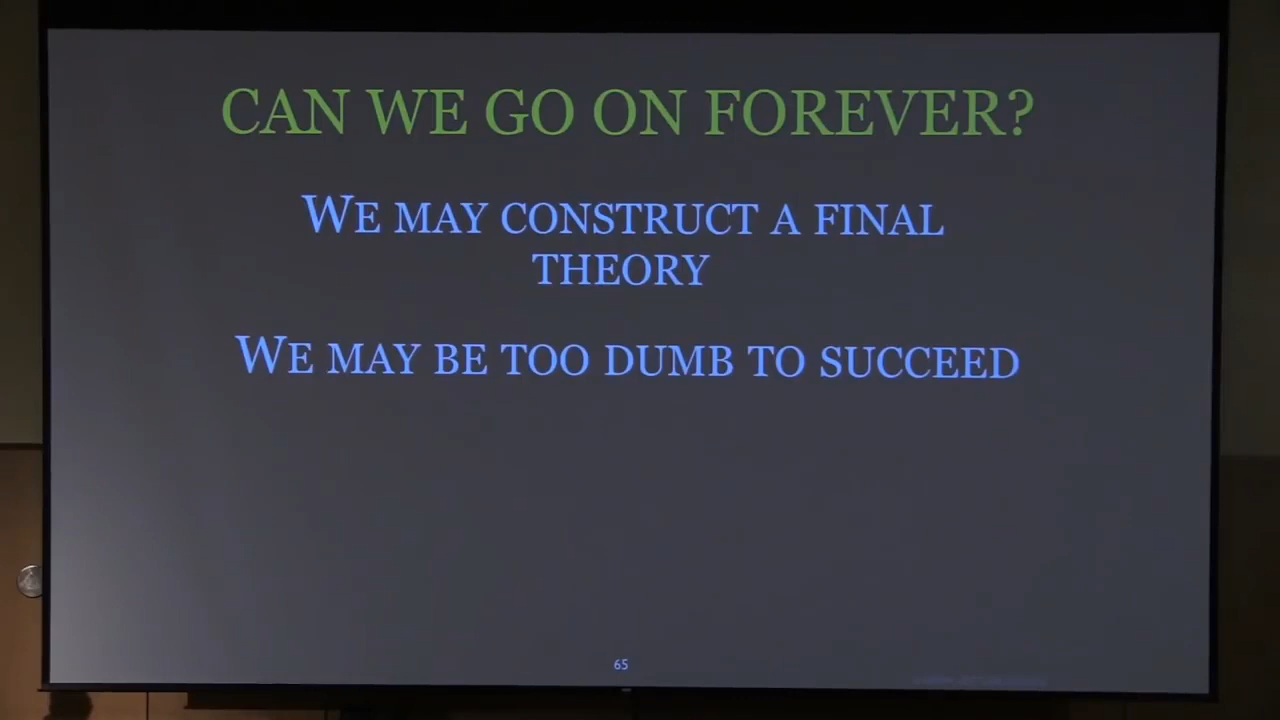 CAN WE GO ON FOREVER?
WE MAY CONSTRUCT A FINAL
THEORY
WE MAY BE TOO DUMB TO SUCCEED
65